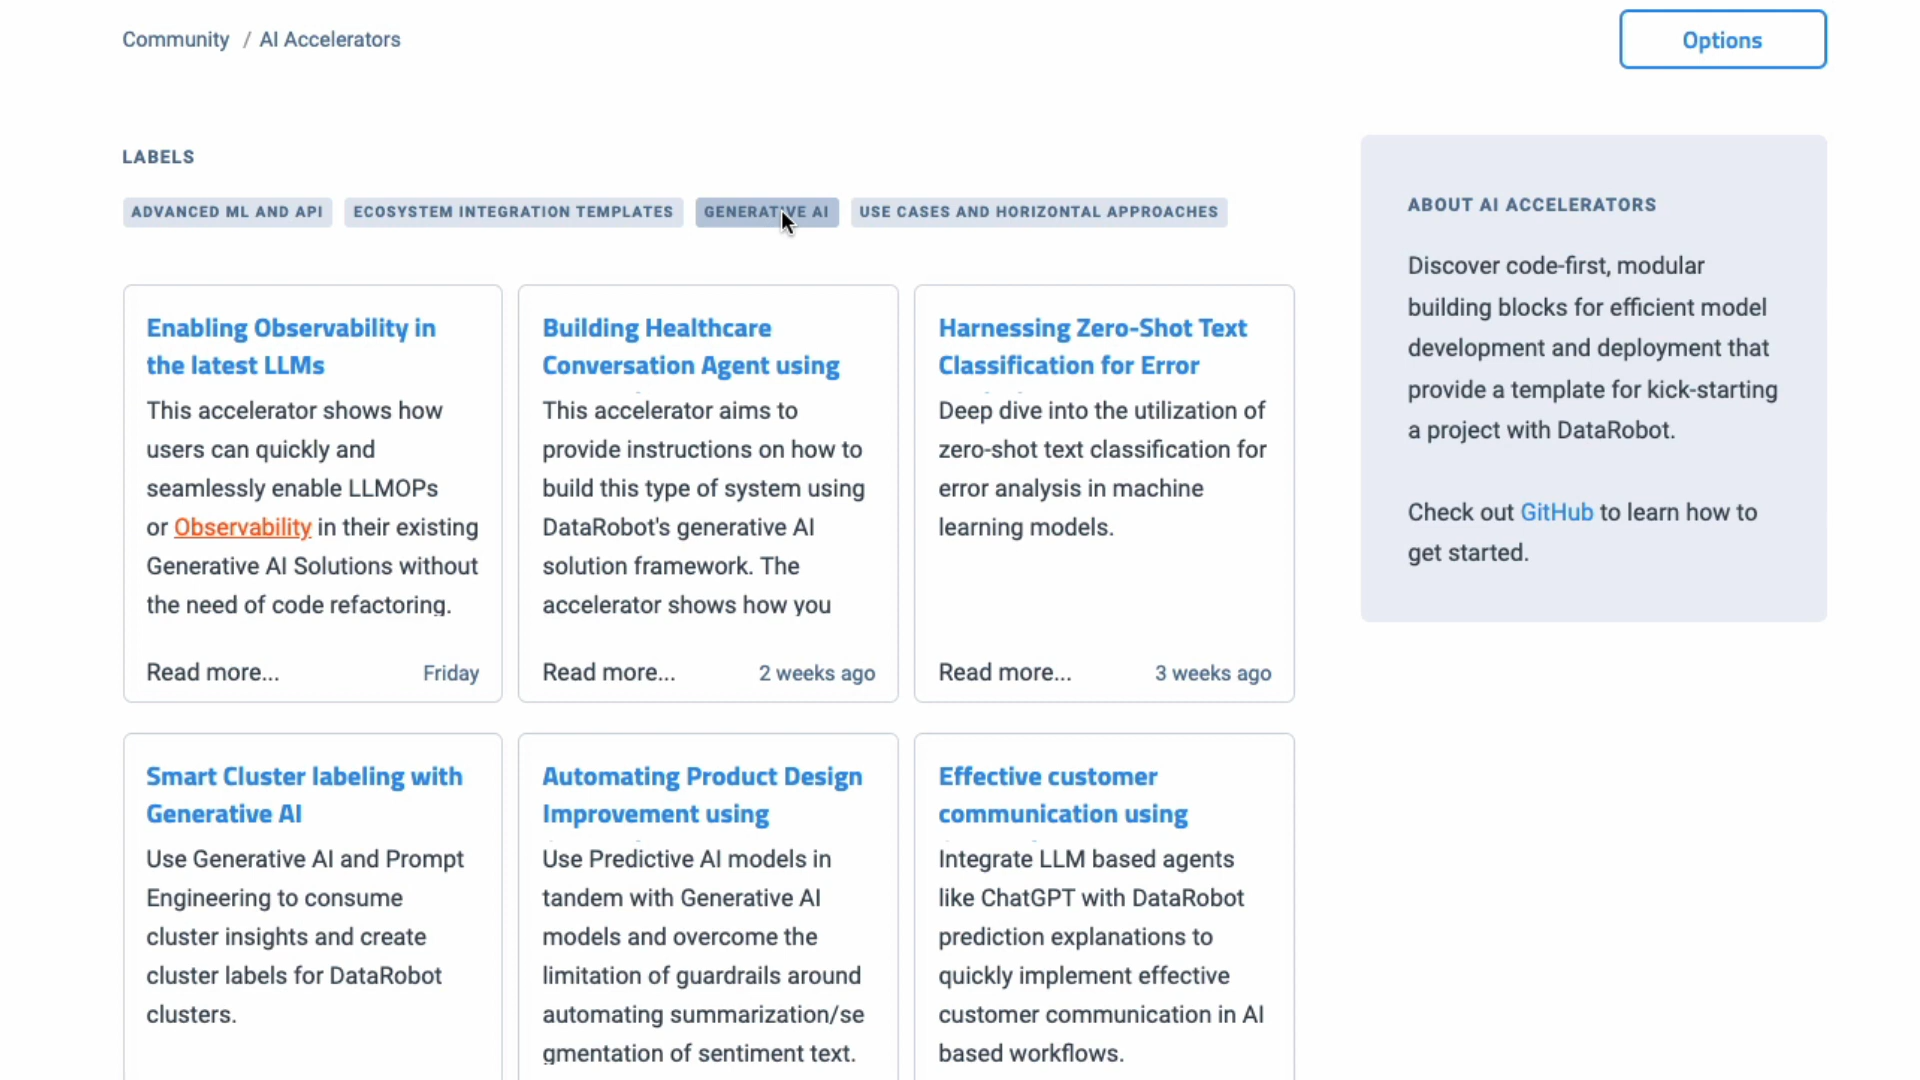 Community / AI Accelerators
Options
LABELS
ADVANCED ML AND API
ECOSYSTEM INTEGRATION TEMPLATES
GENERATIVE AI
USE CASES AND HORIZONTAL APPROACHES
Enabling Observability in
the latest LLMs
This accelerator shows how
users can quickly and
seamlessly enable LLMOPs
or Observability in their existing
Generative AI Solutions without
the need of code refactoring.
Read more...
Friday
Building Healthcare
Conversation Agent using
This accelerator aims to
provide instructions on how to
build this type of system using
DataRobot's generative AI
solution framework. The
accelerator shows how you
Read more...
2 weeks ago
Harnessing Zero-Shot Text
Classification for Error
Deep dive into the utilization of
zero-shot text classification for
error analysis in machine
learning models.
Read more...
3 weeks ago
Smart Cluster labeling with
Generative AI
Use Generative AI and Prompt
Engineering to consume
cluster insights and create
cluster labels for DataRobot
clusters.
Automating Product Design
Improvement using
Use Predictive AI models in
tandem with Generative AI
models and overcome the
limitation of guardrails around
automating summarization/se
gmentation of sentiment text.
Effective customer
communication using
Integrate LLM based agents
like ChatGPT with DataRobot
prediction explanations to
quickly implement effective
customer communication in AI
based workflows.
ABOUT AI ACCELERATORS
Discover code-first, modular
building blocks for efficient model
development and deployment that
provide a template for kick-starting
a project with DataRobot.
Check out GitHub to learn how to
get started.